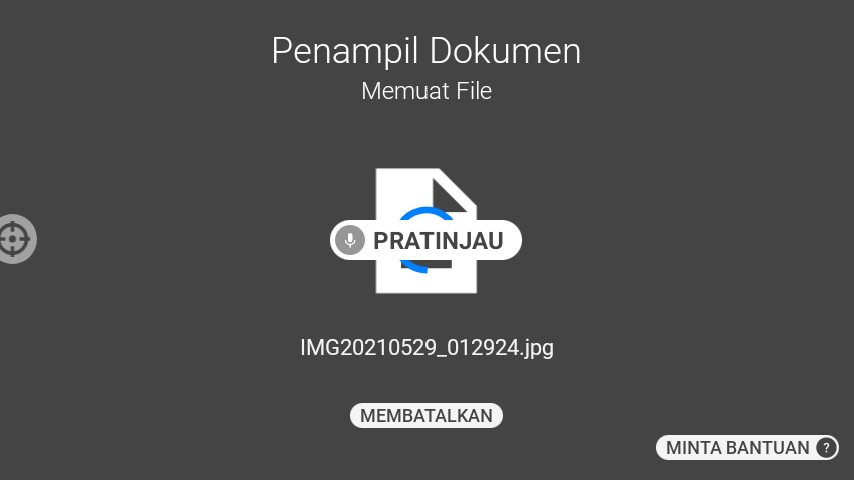 Penampil Dokumen
Memuat File
PRATINJAU
IMG20210529_012924.jpg
MEMBATALKAN
MINTA BANTUAN ?